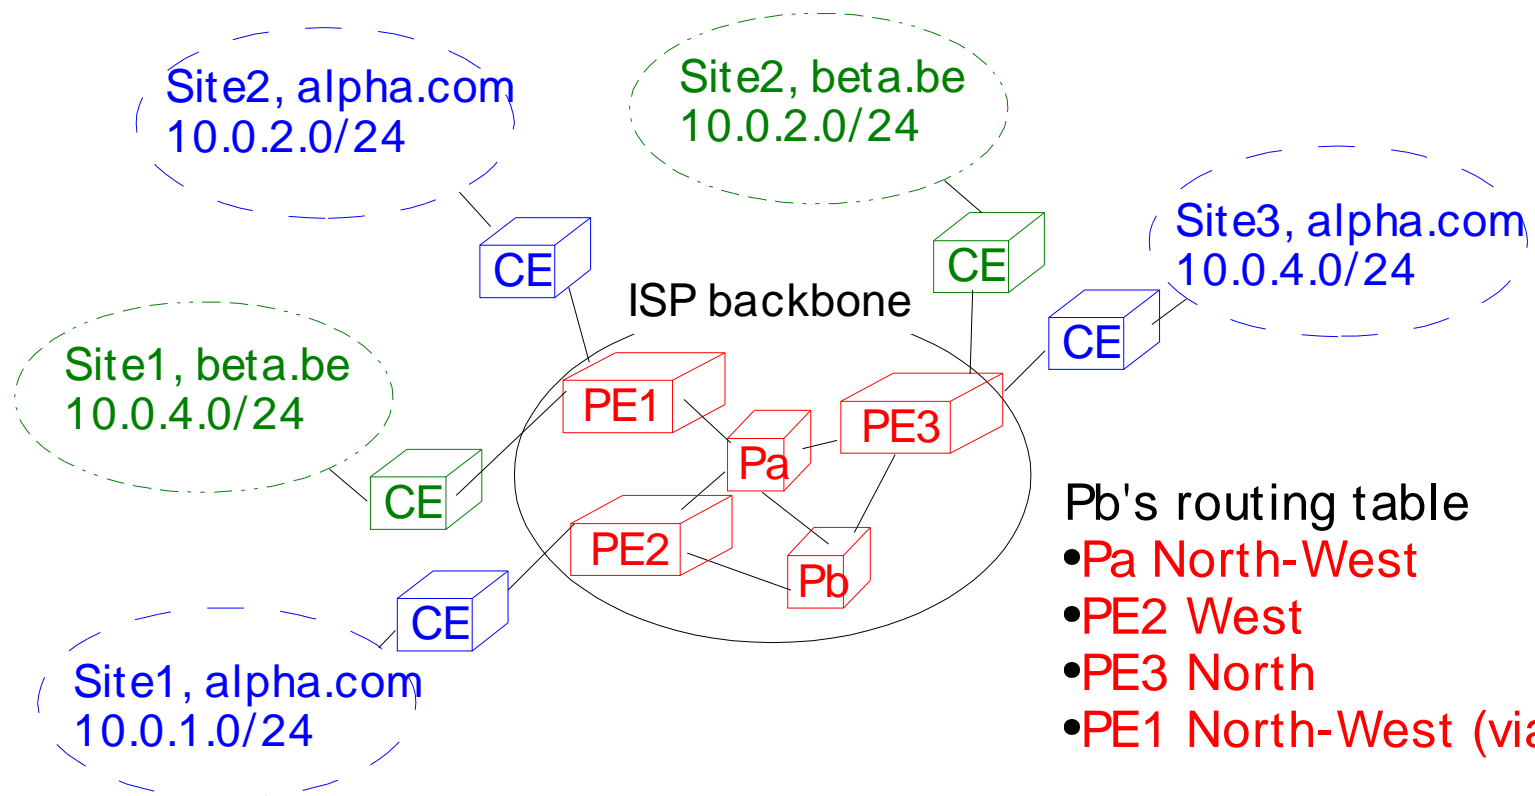 Site2, alpha.com
10.0.2.0/24
Site2, beta.be
10.0.2.0/24
Site3, alpha.com
10.0.4.0/24
CE
CE
CE
ISP backbone
Site1, beta.be
10.0.4.0/24
PE1
PE3
Pa
CE
PE2
Pb
CE
Site1, alpha.com
10.0.1.0/24
Pb's routing table
•Pa North-West
•PE2 West
•PE3 North
•PE1 North-West (via